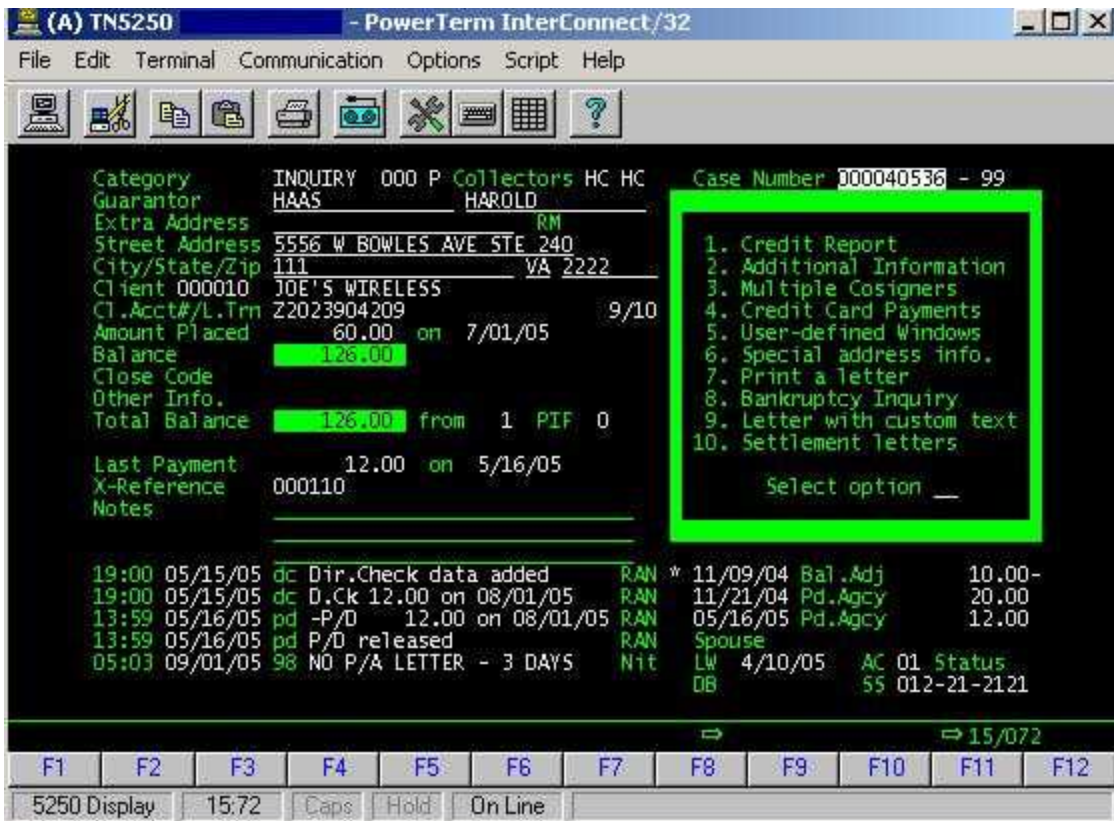 (A) TN5250 - PowerTerm InterConnect/32
File Edit Terminal Communication Options Script Help
Category INQUIRY 000 P Collectors HC HC Case Number 000040536 - 99
Guarantor HAAS HAROLD
Extra Address RM
Street Address 5556 W BOWLES AVE STE 240
City/State/Zip 111 VA 2222
Client 000010 JOE'S WIRELESS
Cl.Acct#/L.Trn Z2023904209 9/10
Amount Placed 60.00 on 7/01/05
Balance 126.00
Close Code
Other Info.
Total Balance 126.00 from 1 PIF 0
Last Payment 12.00 on 5/16/05
X-Reference 000110
Notes
1. Credit Report
2. Additional Information
3. Multiple Cosigners
4. Credit Card Payments
5. User-defined Windows
6. Special address info.
7. Print a letter
8. Bankruptcy Inquiry
9. Letter with custom text
10. Settlement letters
Select option
19:00 05/15/05 dc Dir.Check data added RAN * 11/09/04 Bal.Adj 10.00-
19:00 05/15/05 dc D.Ck 12.00 on 08/01/05 RAN 11/21/04 Pd.Agcy 20.00
13:59 05/16/05 pd -P/D 12.00 on 08/01/05 RAN 05/16/05 Pd.Agcy 12.00
13:59 05/16/05 pd P/D released RAN Spouse
05:03 09/01/05 98 NO P/A LETTER - 3 DAYS Nit LW 4/10/05 AC 01 Status
DB SS 012-21-2121
⇨ ⇨ 15/072
F1 F2 F3 F4 F5 F6 F7 F8 F9 F10 F11 F12
5250 Display 15:72 Caps Hold On Line